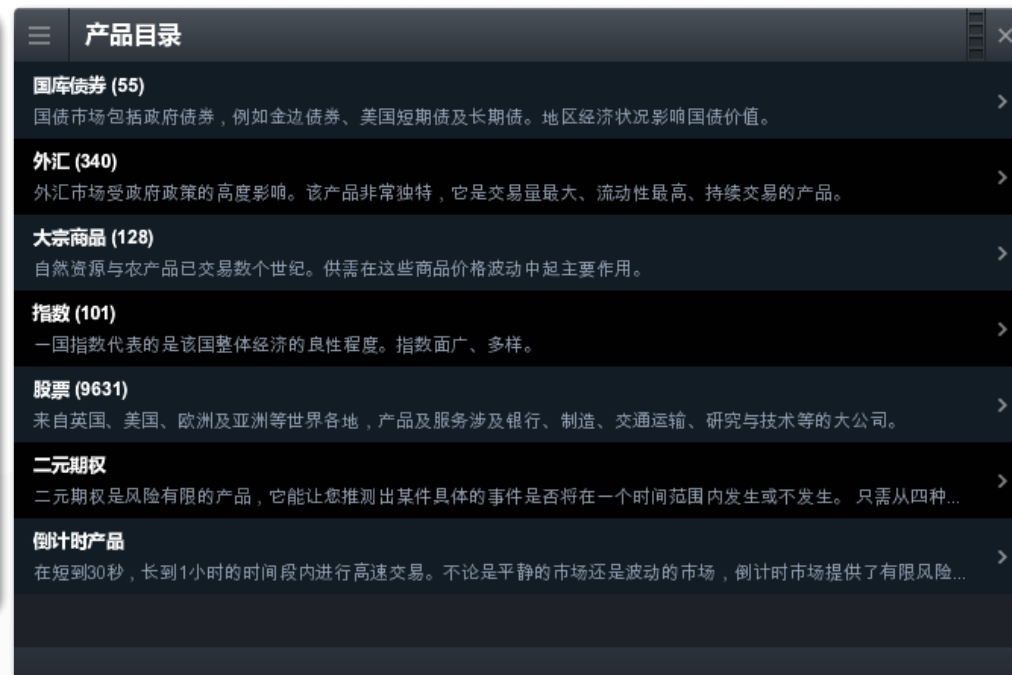 产品目录
国库债券 (55)
国债市场包括政府债券，例如金边债券、美国短期债及长期债。地区经济状况影响国债价值。
外汇 (340)
外汇市场受政府政策的高度影响。该产品非常独特，它是交易量最大、流动性最高、持续交易的产品。
大宗商品 (128)
自然资源与农产品已交易数个世纪。供需在这些商品价格波动中起主要作用。
指数 (101)
一国指数代表的是该国整体经济的良性程度。指数面广、多样。
股票 (9631)
来自英国、美国、欧洲及亚洲等世界各地，产品及服务涉及银行、制造、交通运输、研究与技术等的大公司。
二元期权
二元期权是风险有限的产品，它能让您推测出某件具体的事件是否将在一个时间范围内发生或不发生。 只需从四种...
倒计时产品
在短到30秒，长到1小时的时间段内进行高速交易。不论是平静的市场还是波动的市场，倒计时市场提供了有限风险...